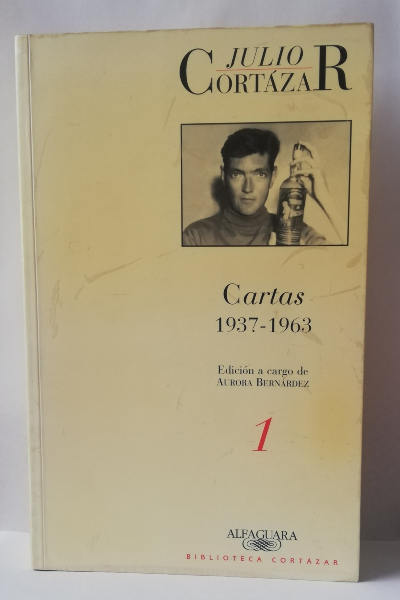 JULIO
CORTÁZAR
Cartas
1937-1963
Edición a cargo de
AURORA BERNÁRDEZ
1
ALFAGUARA
BIBLIOTECA CORTÁZAR